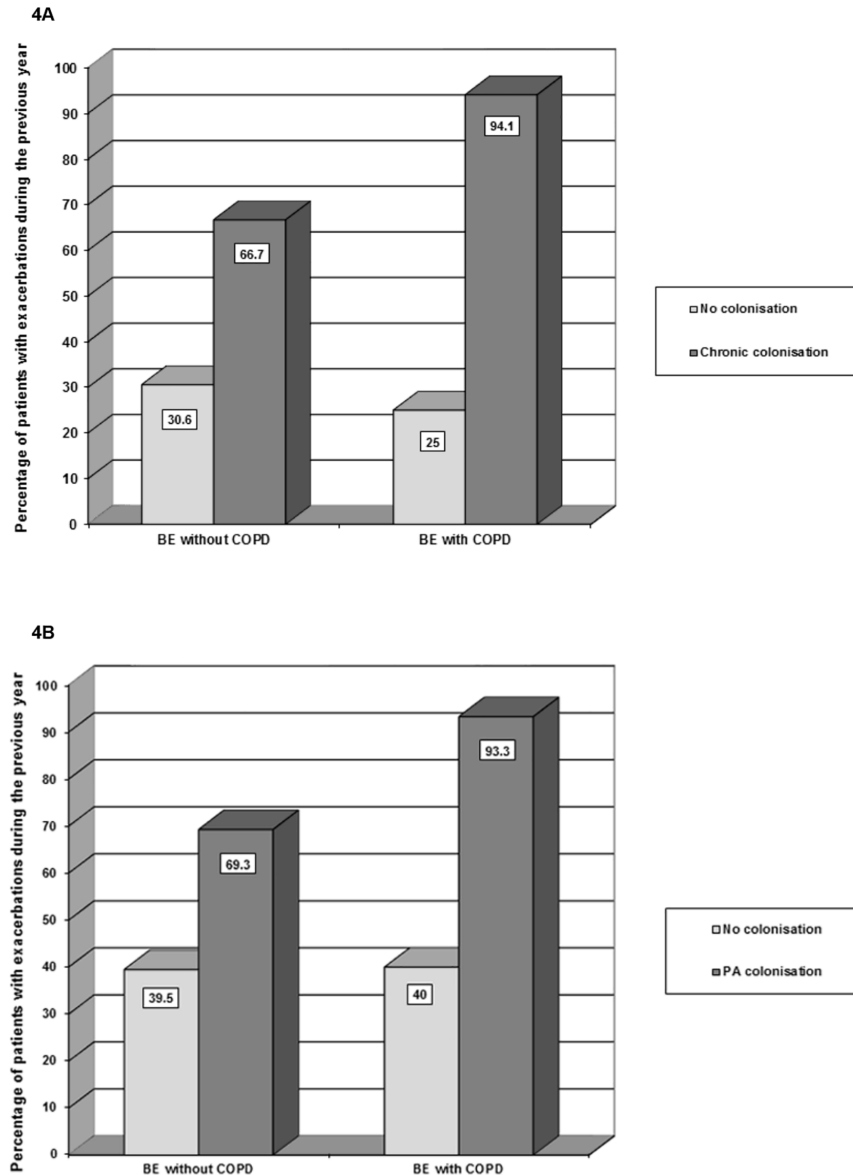 4A
Percentage of patients with exacerbations during the previous year
100
90
80
70
60
50
40
30
20
10
0
30.6
66.7
25
94.1
BE without COPD
BE with COPD
No colonisation
Chronic colonisation
4B
Percentage of patients with exacerbations during the previous year
100
90
80
70
60
50
40
30
20
10
0
39.5
69.3
40
93.3
BE without COPD
BE with COPD
No colonisation
PA colonisation